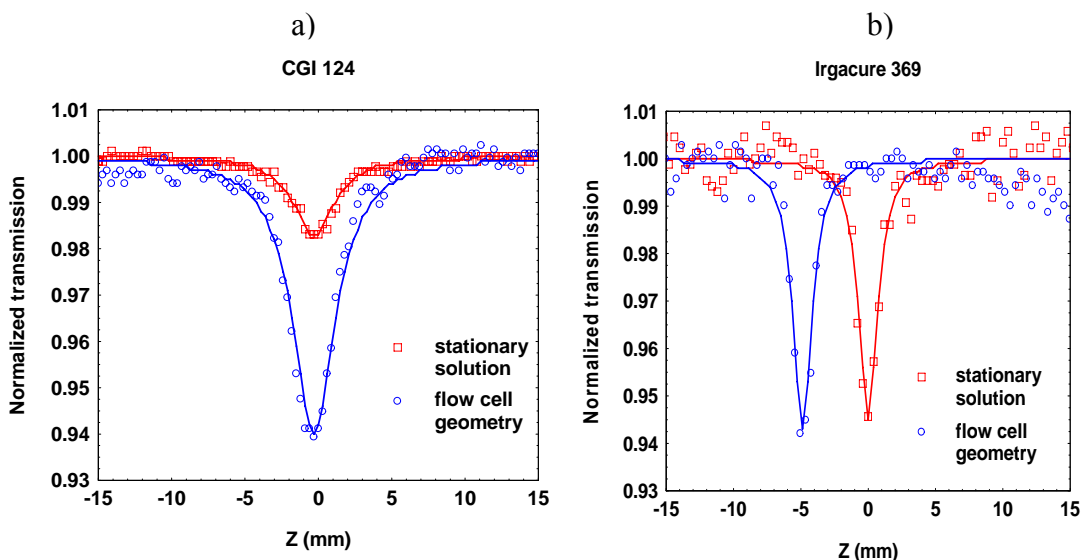 a)
CGI 124
1.01
1.00
0.99
0.98
0.97
0.96
0.95
0.94
0.93
Normalized transmission
stationary
solution
flow cell
geometry
-15 -10 -5 0 5 10 15
Z (mm)
b)
Irgacure 369
1.01
1.00
0.99
0.98
0.97
0.96
0.95
0.94
0.93
Normalized transmission
stationary
solution
flow cell
geometry
-15 -10 -5 0 5 10 15
Z (mm)